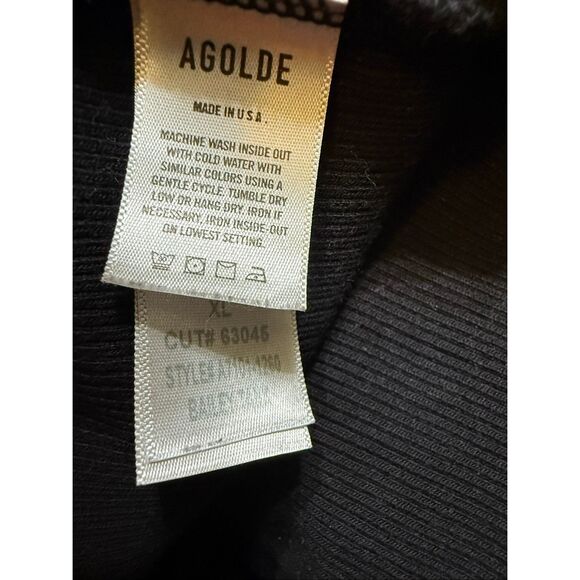 AGOLDE
MADE IN U S A .
MACHINE WASH INSIDE OUT
WITH COLD WATER WITH
SIMILAR COLORS USING A
GENTLE CYCLE. TUMBLE DRY
LOW OR HANG DRY. IRON IF
NECESSARY. IRON INSIDE-OUT
ON LOWEST SETTING.
XL
CUT# 63045
STYLE#
BAILEY